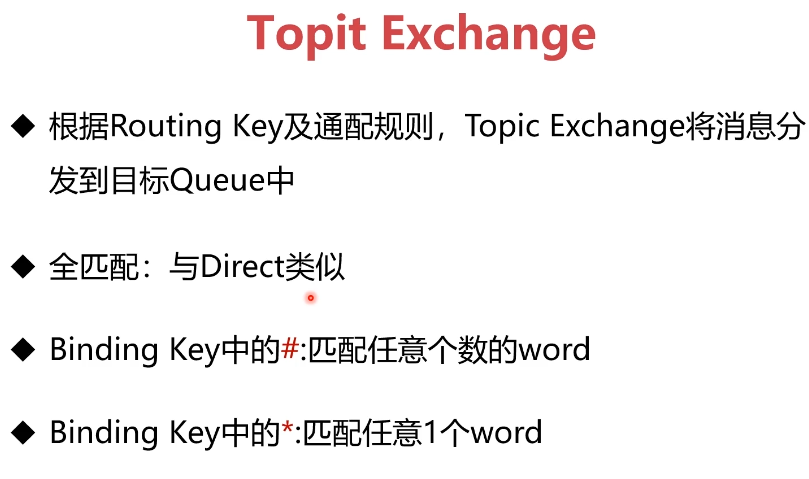 Topit Exchange
◆ 根据Routing Key及通配规则，Topic Exchange将消息分
发到目标Queue中
◆ 全匹配：与Direct类似
◆ Binding Key中的#:匹配任意个数的word
◆ Binding Key中的*:匹配任意1个word